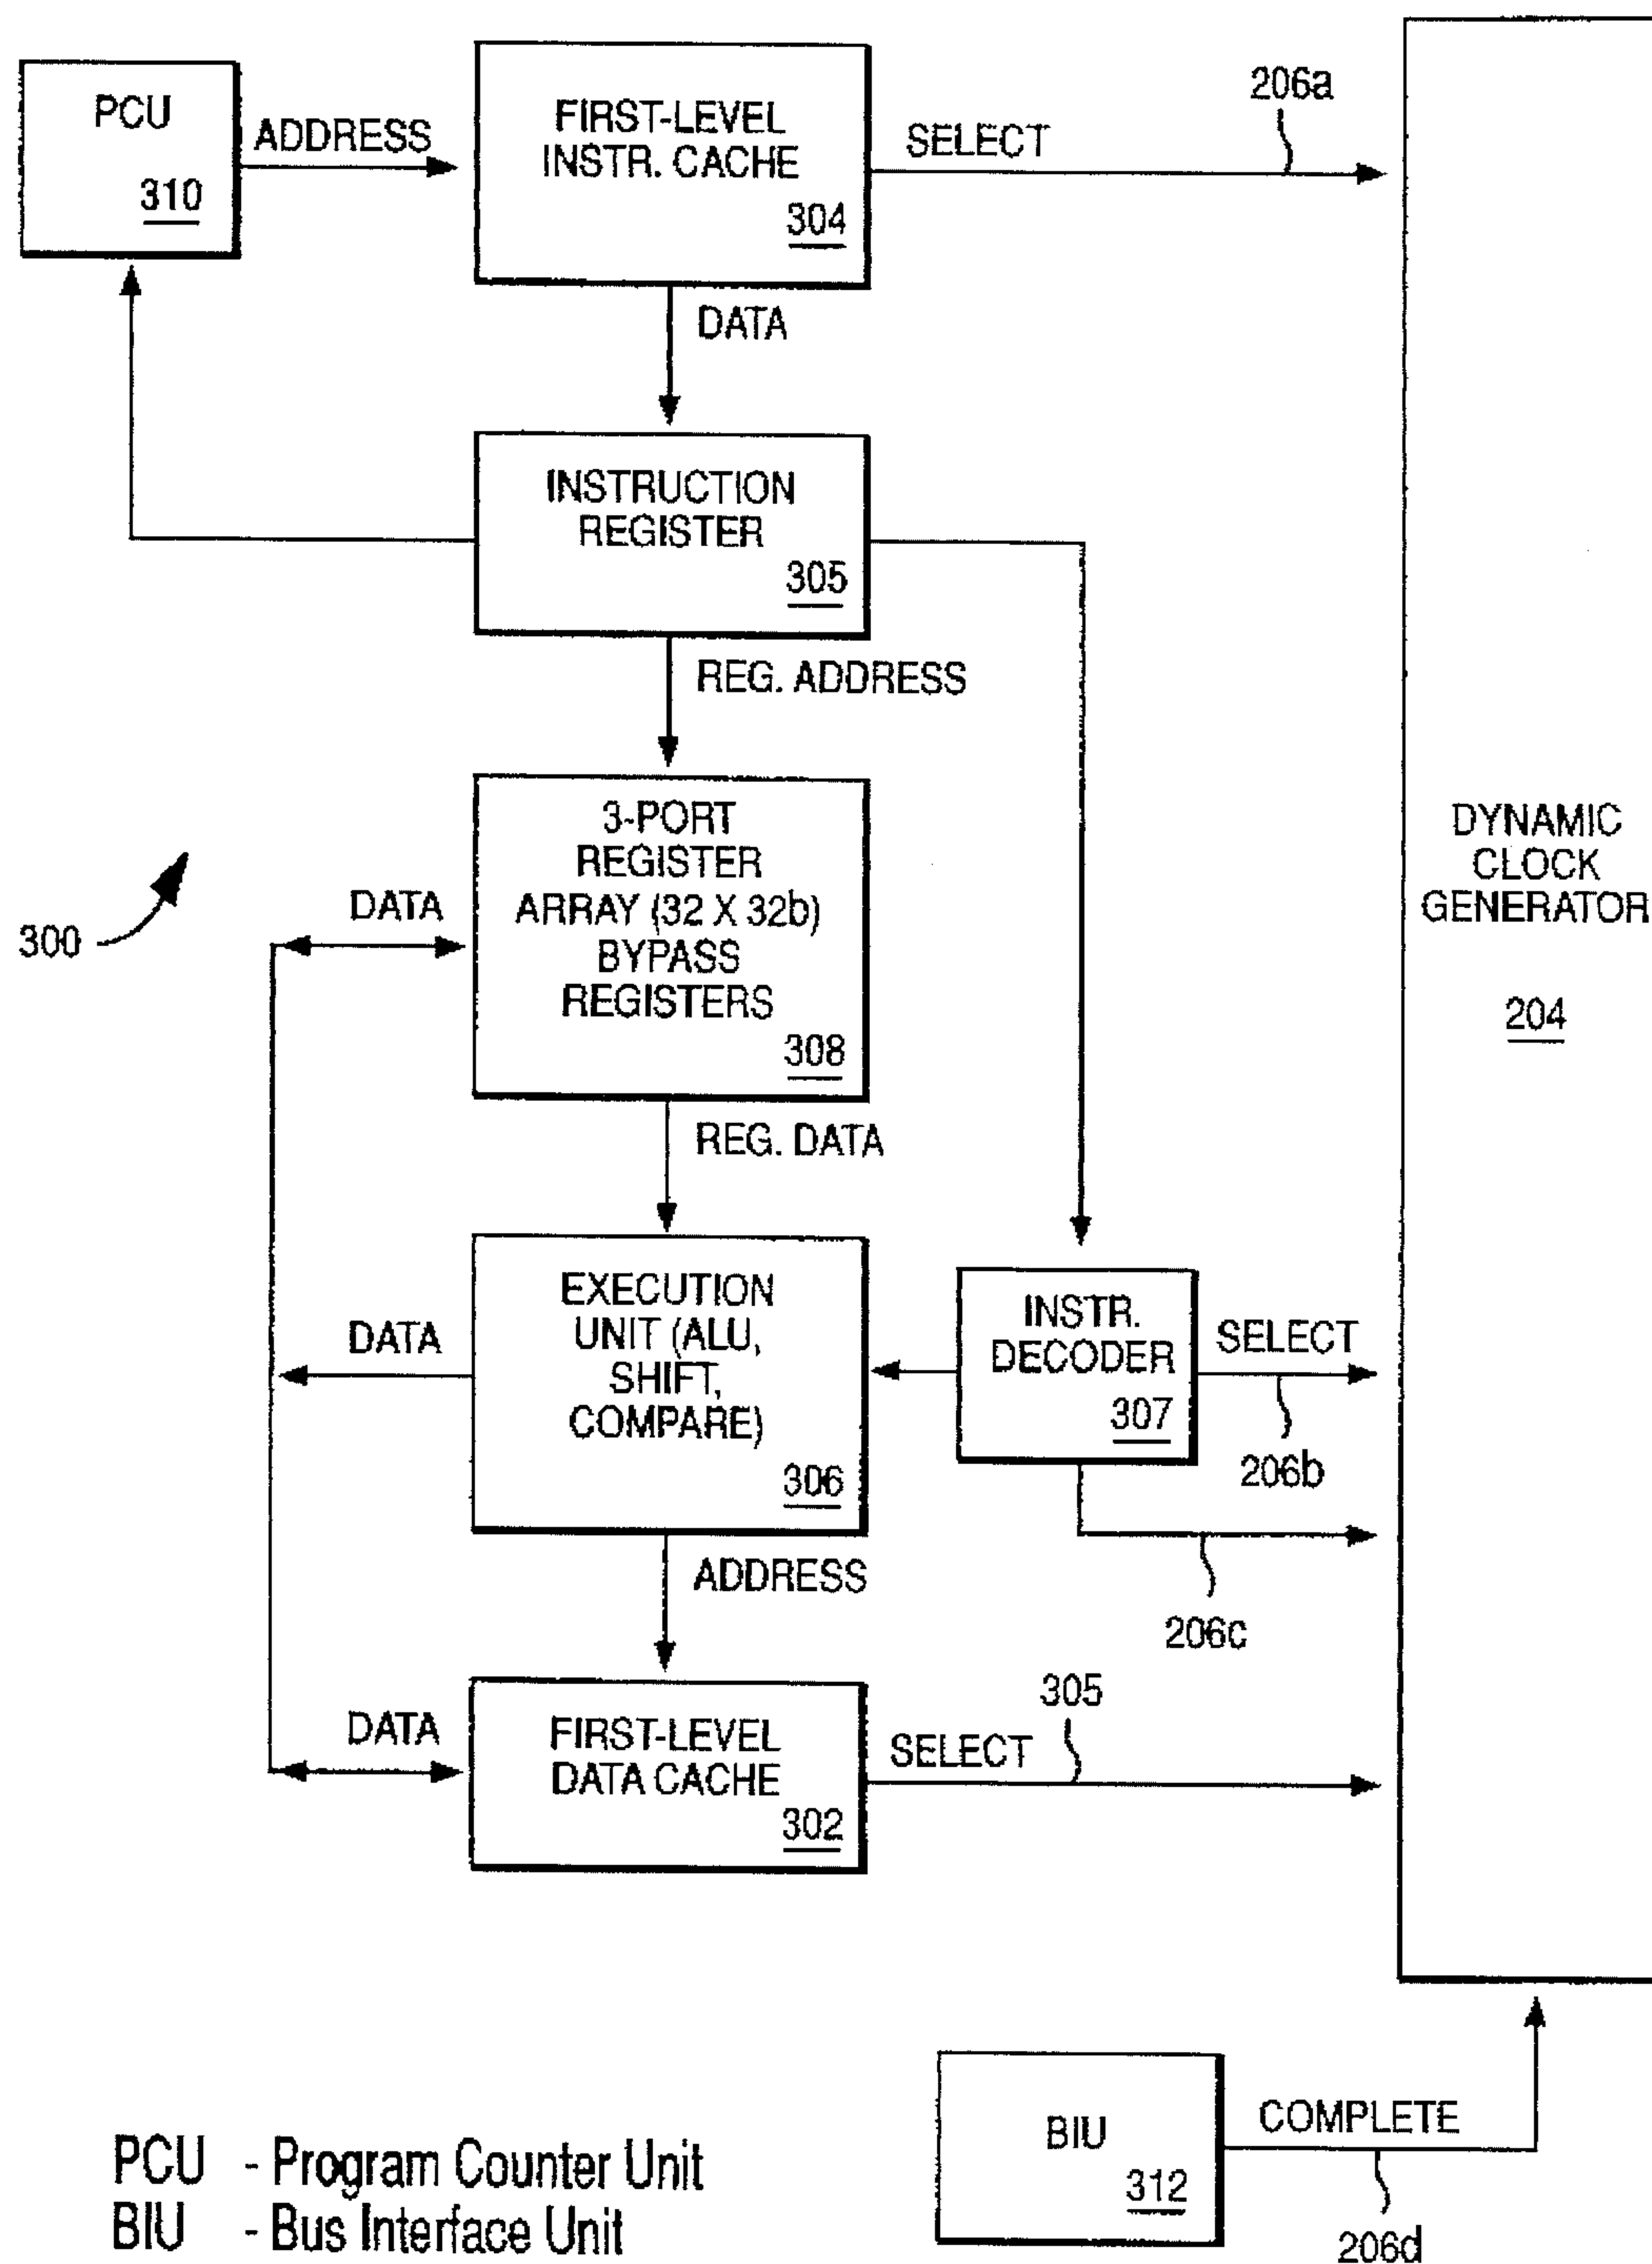 PCU
310
ADDRESS
FIRST-LEVEL
INSTR. CACHE
304
SELECT
206a
DATA
INSTRUCTION
REGISTER
305
REG. ADDRESS
3-PORT
REGISTER
ARRAY (32 X 32b)
BYPASS
REGISTERS
308
DATA
300
DYNAMIC
CLOCK
GENERATOR
204
REG. DATA
EXECUTION
UNIT (ALU,
SHIFT,
COMPARE)
306
DATA
INSTR.
DECODER
307
SELECT
206b
206c
ADDRESS
FIRST-LEVEL
DATA CACHE
302
DATA
SELECT
305
BIU
312
COMPLETE
206d
PCU - Program Counter Unit
BIU - Bus Interface Unit